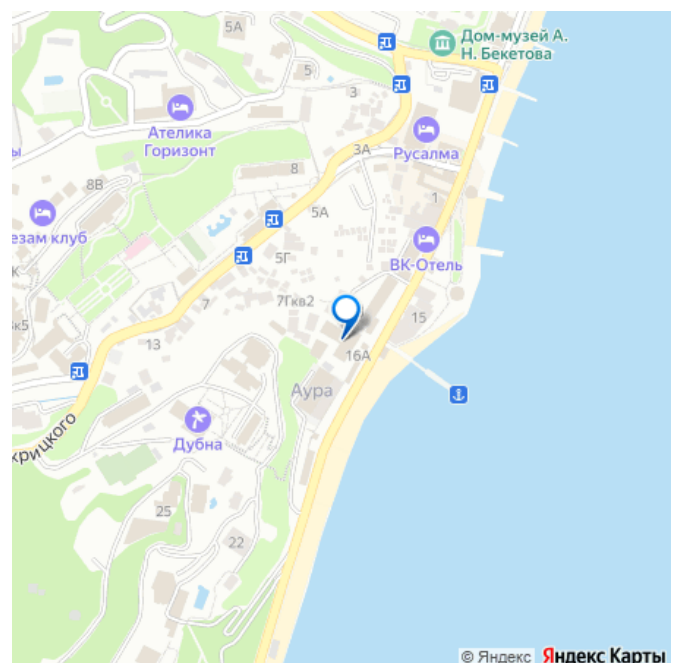 5А
Дом-музей А.
Н. Бекетова
5
3
Ателика
Горизонт
3А
Русалма
ы
8
8В
1
езам клуб
5А
ВК-Отель
5Г
К
7
7Гкв2
15
к5
13
16А
Аура
крицкого
Дубна
25
22
© Яндекс Яндекс Карты